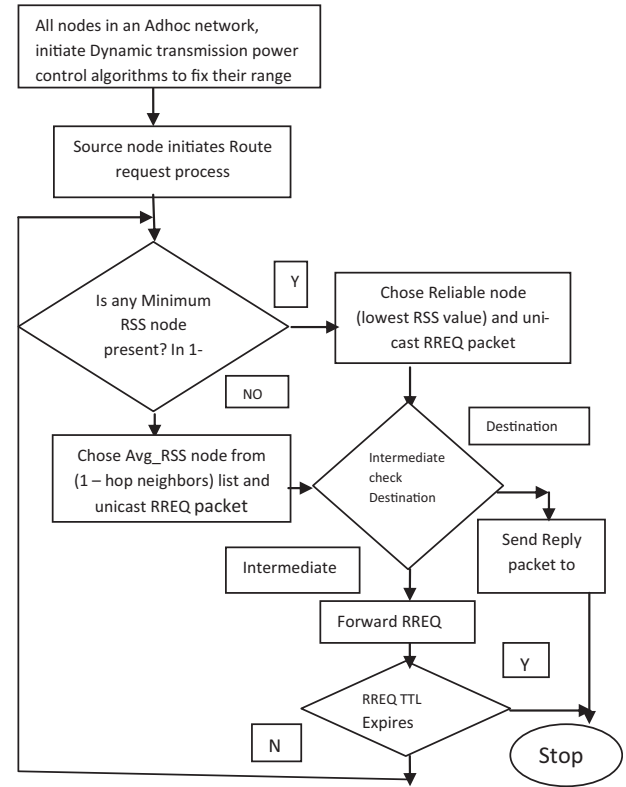 All nodes in an Adhoc network,
initiate Dynamic transmission power
control algorithms to fix their range
Source node initiates Route
request process
Is any Minimum
RSS node
present? In 1-
Y
Chose Reliable node
(lowest RSS value) and uni-
cast RREQ packet
NO
Chose Avg_RSS node from
(1 – hop neighbors) list and
unicast RREQ packet
Intermediate
check
Destination
Destination
Send Reply
packet to
Intermediate
Forward RREQ
Y
RREQ TTL
Expires
N
Stop